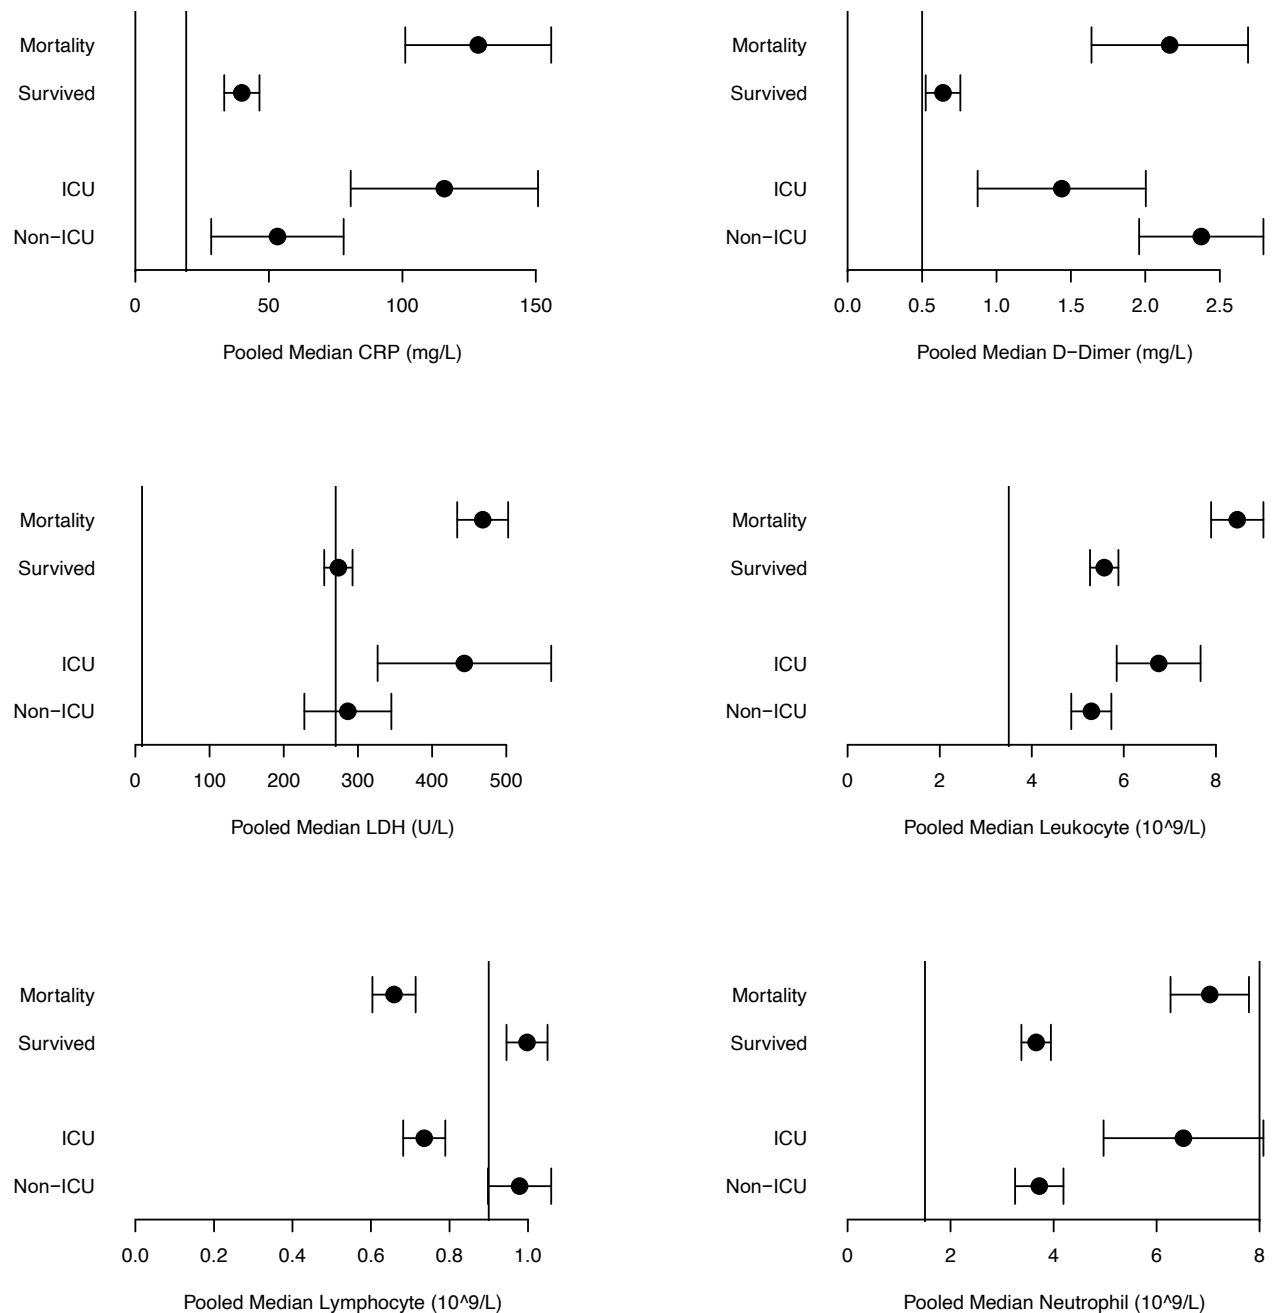 Mortality
Survived
ICU
Non−ICU
0 50 100 150
Pooled Median CRP (mg/L)
Mortality
Survived
ICU
Non−ICU
0.0 0.5 1.0 1.5 2.0 2.5
Pooled Median D−Dimer (mg/L)
Mortality
Survived
ICU
Non−ICU
0 100 200 300 400 500
Pooled Median LDH (U/L)
Mortality
Survived
ICU
Non−ICU
0 2 4 6 8
Pooled Median Leukocyte (10^9/L)
Mortality
Survived
ICU
Non−ICU
0.0 0.2 0.4 0.6 0.8 1.0
Pooled Median Lymphocyte (10^9/L)
Mortality
Survived
ICU
Non−ICU
0 2 4 6 8
Pooled Median Neutrophil (10^9/L)